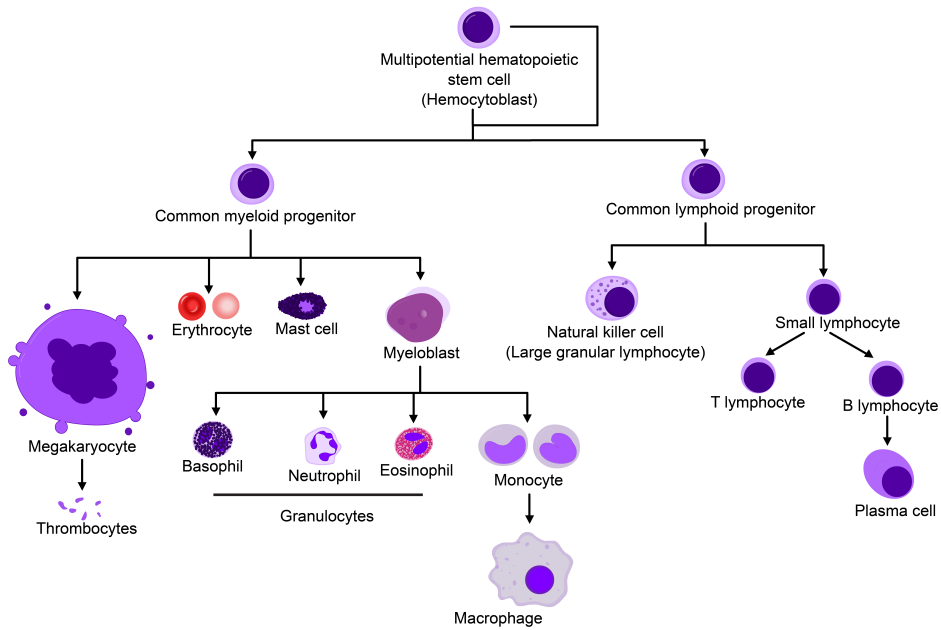 Multipotential hematopoietic
stem cell
(Hemocytoblast)
Common myeloid progenitor
Common lymphoid progenitor
Erythrocyte
Mast cell
Myeloblast
Natural killer cell
(Large granular lymphocyte)
Small lymphocyte
T lymphocyte
B lymphocyte
Megakaryocyte
Basophil
Neutrophil
Eosinophil
Monocyte
Plasma cell
Thrombocytes
Granulocytes
Macrophage